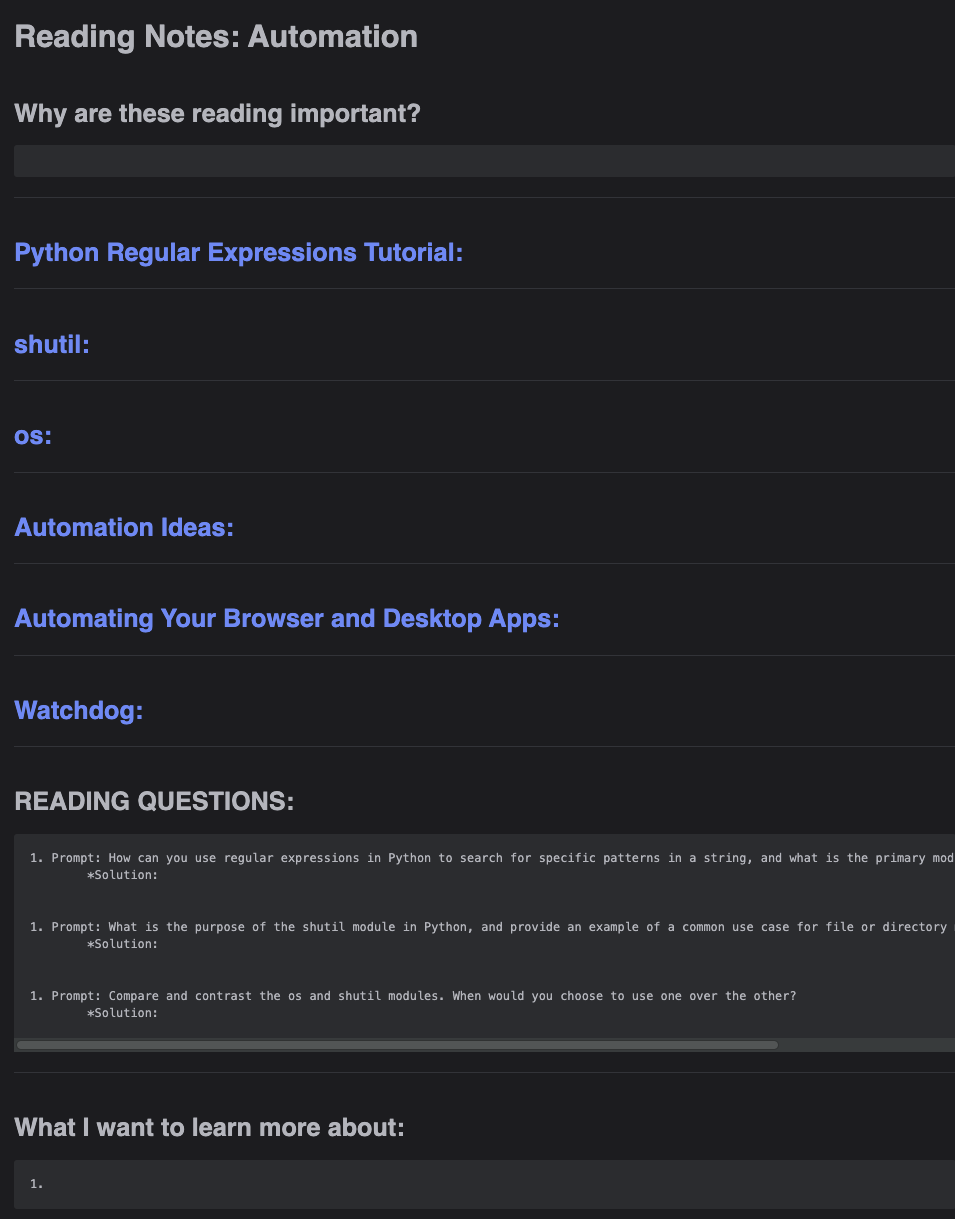 Reading Notes: Automation
Why are these reading important?
Python Regular Expressions Tutorial:
shutil:
os:
Automation Ideas:
Automating Your Browser and Desktop Apps:
Watchdog:
READING QUESTIONS:
1. Prompt: How can you use regular expressions in Python to search for specific patterns in a string, and what is the primary mod
*Solution:
1. Prompt: What is the purpose of the shutil module in Python, and provide an example of a common use case for file or directory
*Solution:
1. Prompt: Compare and contrast the os and shutil modules. When would you choose to use one over the other?
*Solution:
What I want to learn more about:
1.